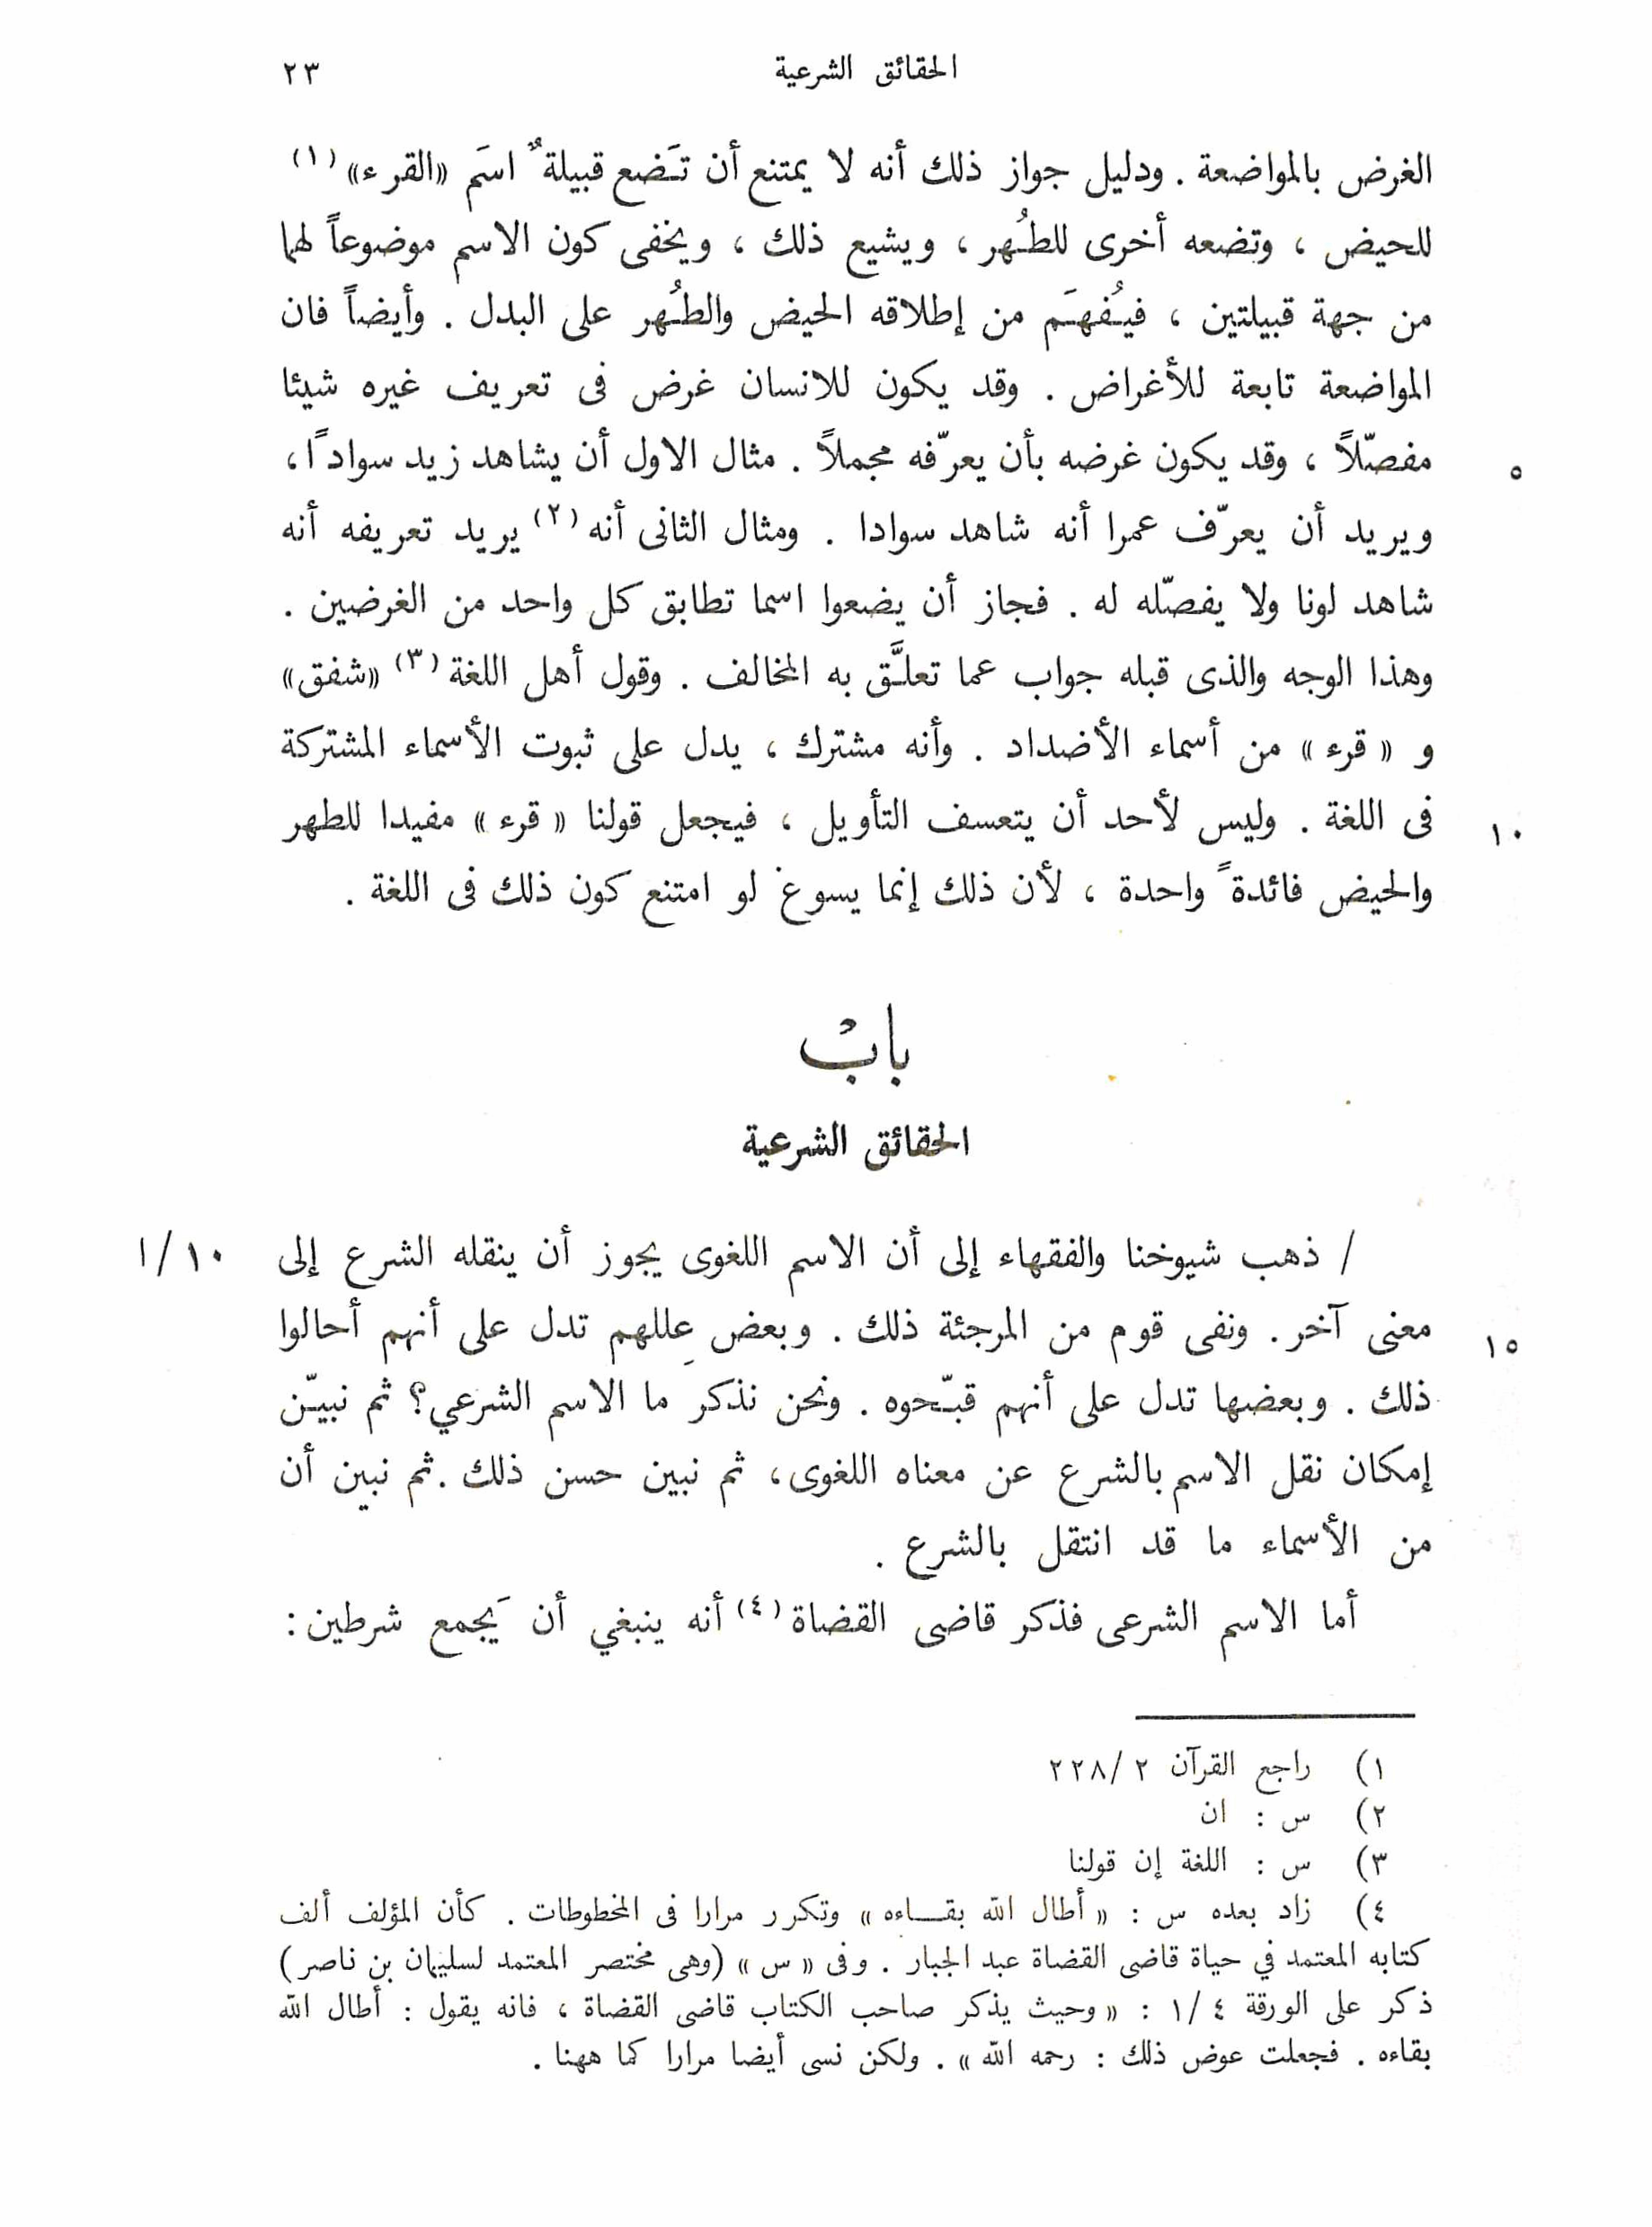 الحقائق الشرعية ٢٣
الغرض بالمواضعة . ودليل جواز ذلك أنه لا يمتنع أن تَضع قبيلةٌ اسَم «القرء» (١)
للحيض ، وتضعه أخرى للطُهر ، ويشيع ذلك ، ويخفى كون الاسم موضوعاً لهما
من جهة قبيلتين ، فيُفهَم من إطلاقه الحيض والطُهر على البدل . وأيضاً فان
المواضعة تابعة للأغراض . وقد يكون للانسان غرض فى تعريف غيره شيئا
مفصّلاً ، وقد يكون غرضه بأن يعرّفه مجملاً . مثال الاول أن يشاهد زيد سوادًا، ٥
ويريد أن يعرّف عمرا أنه شاهد سوادا . ومثال الثانى أنه (٢) يريد تعريفه أنه
شاهد لونا ولا يفصّله له . فجاز أن يضعوا اسما تطابق كل واحد من الغرضين .
وهذا الوجه والذى قبله جواب عما تعلَّق به المخالف . وقول أهل اللغة (٣) «شفق»
و « قرء » من أسماء الأضداد . وأنه مشترك ، يدل على ثبوت الأسماء المشتركة
فى اللغة . وليس لأحد أن يتعسف التأويل ، فيجعل قولنا « قرء » مفيدا للطهر ١٠
والحيض فائدةً واحدة ، لأن ذلك إنما يسوغ لو امتنع كون ذلك فى اللغة .
بابْ
الحقائق الشرعية
/ ذهب شيوخنا والفقهاء إلى أن الاسم اللغوى يجوز أن ينقله الشرع إلى ١٠/ا
معنى آخر . ونفى قوم من المرجئة ذلك . وبعض عِللهم تدل على أنهم أحالوا ١٥
ذلك . وبعضها تدل على أنهم قبّحوه . ونحن نذكر ما الاسم الشرعي؟ ثم نبيّن
إمكان نقل الاسم بالشرع عن معناه اللغوى، ثم نبين حسن ذلك . ثم نبين أن
من الأسماء ما قد انتقل بالشرع .
أما الاسم الشرعى فذكر قاضى القضاة (٤) أنه ينبغي أن يَجمع شرطين :
١) راجع القرآن ٢/٢٢٨
٢) س : ان
٣) س : اللغة إن قولنا
٤) زاد بعده س : « أطال الله بقاءه » وتكرر مرارا فى المخطوطات . كأن المؤلف ألف
كتابه المعتمد في حياة قاضى القضاة عبد الجبار . وفى « س » (وهى مختصر المعتمد لسليمان بن ناصر)
ذكر على الورقة ٤/١ : « وحيث يذكر صاحب الكتاب قاضى القضاة ، فانه يقول : أطال الله
بقاءه . فجعلت عوض ذلك : رحمه الله » . ولكن نسى أيضا مرارا كما ههنا .